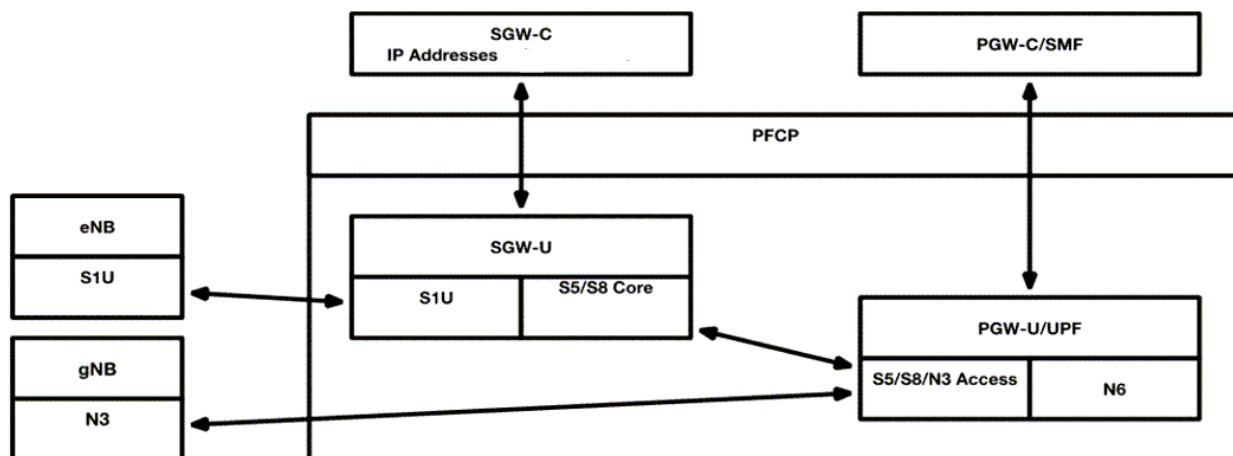 SGW-C
IP Addresses
PGW-C/SMF
PFCP
eNB
S1U
SGW-U
S1U
S5/S8 Core
gNB
N3
PGW-U/UPF
S5/S8/N3 Access
N6